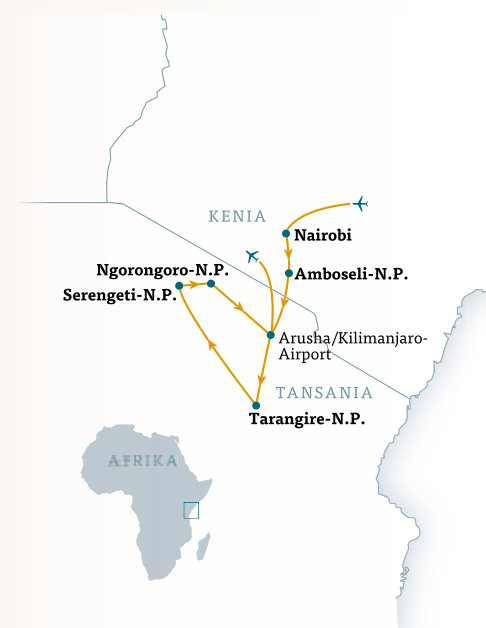 KENIA
Nairobi
Ngorongoro-N.P.
Amboseli-N.P.
Serengeti-N.P.
Arusha/Kilimanjaro-
Airport
TANSANIA
Tarangire-N.P.
AFRIKA